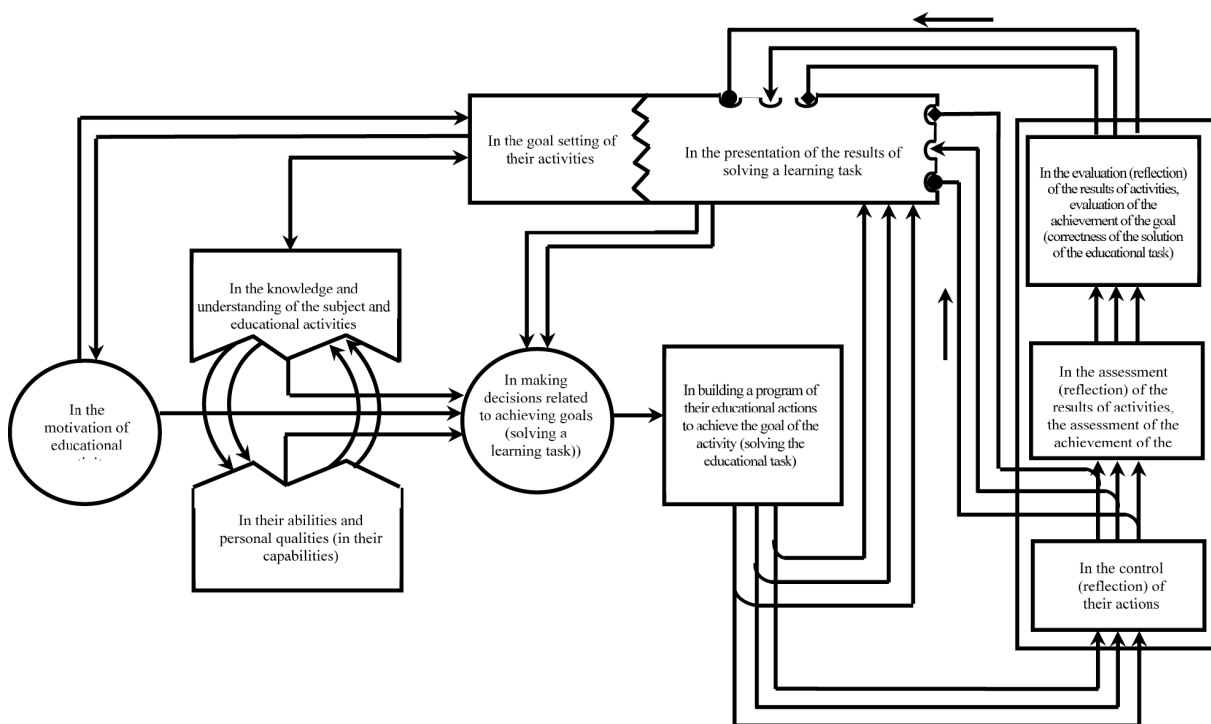 In the goal setting of
their activities
In the presentation of the results of
solving a learning task
In the evaluation (reflection)
of the results of activities,
evaluation of the
achievement of the goal
(correctness of the solution
of the educational task)
In the knowledge and
understanding of the subject and
educational activities
In the
motivation of
educational
In making
decisions related
to achieving goals
(solving a
learning task))
In building a program of
their educational actions
to achieve the goal of the
activity (solving the
educational task)
In the assessment
(reflection) of the
results of activities,
the assessment of the
achievement of the
In their abilities and
personal qualities (in their
capabilities)
In the control
(reflection) of
their actions